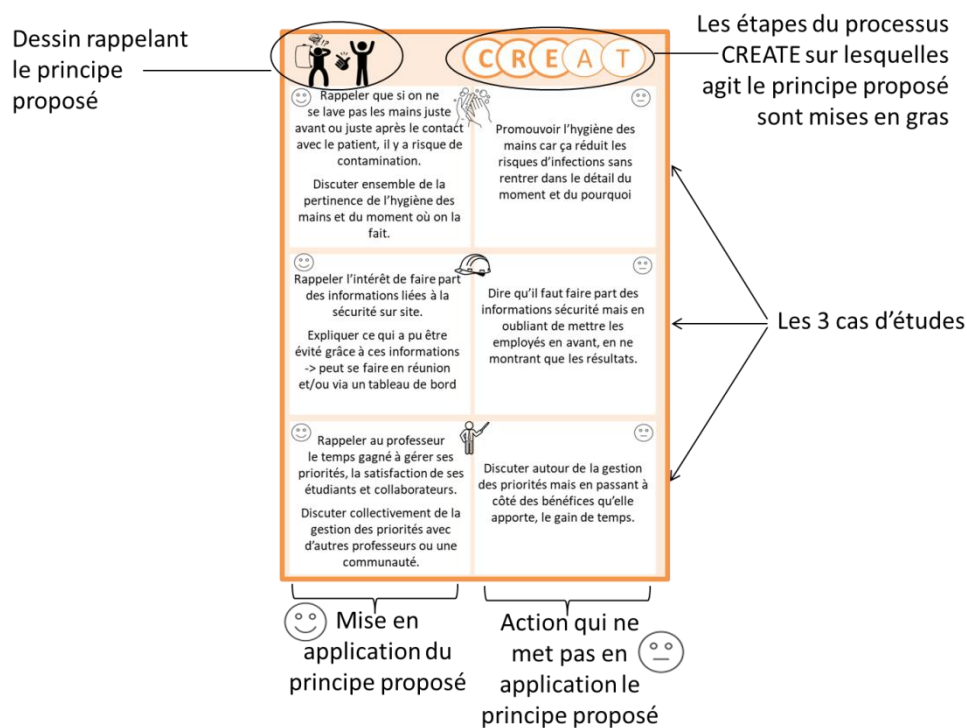 Dessin rappelant
le principe
proposé
!?
CREAT
Les étapes du processus
CREATE sur lesquelles
agit le principe proposé
sont mises en gras
Rappeler que si on ne
se lave pas les mains juste
avant ou juste après le contact
avec le patient, il y a risque de
contamination.
Discuter ensemble de la
pertinence de l'hygiène des
mains et du moment où on la
fait.
Promouvoir l'hygiène des
mains car ça réduit les
risques d'infections sans
rentrer dans le détail du
moment et du pourquoi
Rappeler l'intérêt de faire part
des informations liées à la
sécurité sur site.
Expliquer ce qui a pu être
évité grâce à ces informations
-> peut se faire en réunion
et/ou via un tableau de bord
Dire qu'il faut faire part des
informations sécurité mais en
oubliant de mettre les
employés en avant, en ne
montrant que les résultats.
Les 3 cas d'études
Rappeler au professeur
le temps gagné à gérer ses
priorités, la satisfaction de ses
étudiants et collaborateurs.
Discuter collectivement de la
gestion des priorités avec
d'autres professeurs ou une
communauté.
Discuter autour de la gestion
des priorités mais en passant à
côté des bénéfices qu'elle
apporte, le gain de temps.
Mise en
application du
principe proposé
Action qui ne
met pas en
application le
principe proposé